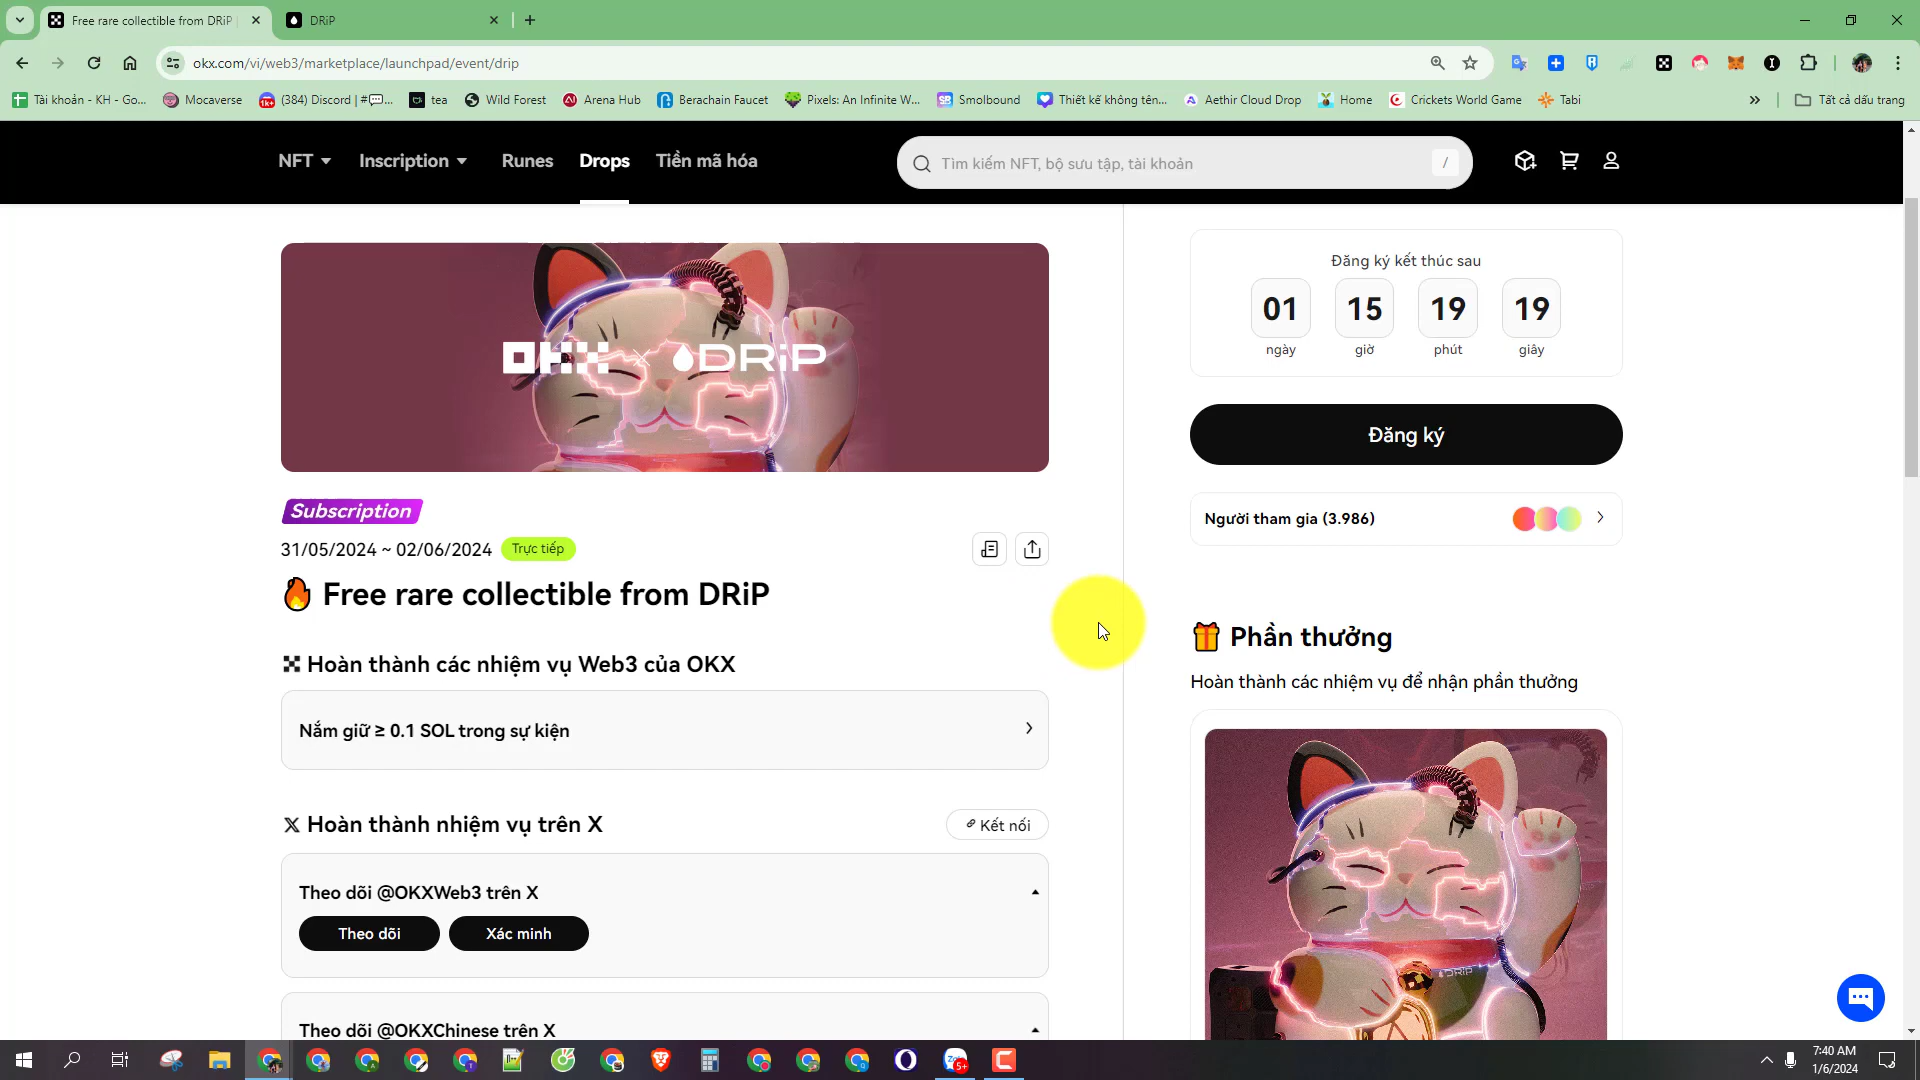 Free rare collectible from DRiP
DRiP
okx.com/vi/web3/marketplace/launchpad/event/drip
Tài khoản - KH - Go...
Mocaverse
(384) Discord | #💬...
tea
Wild Forest
Arena Hub
Berachain Faucet
Pixels: An Infinite W...
Smolbound
Thiết kế không tên...
Aethir Cloud Drop
Home
Crickets World Game
Tabi
Tất cả dấu trang
NFT
Inscription
Runes
Drops
Tiền mã hóa
Tìm kiếm NFT, bộ sưu tập, tài khoản
/
OKX × DRiP
Subscription
31/05/2024 ~ 02/06/2024 Trực tiếp
🔥 Free rare collectible from DRiP
Hoàn thành các nhiệm vụ Web3 của OKX
Nắm giữ ≥ 0.1 SOL trong sự kiện
X Hoàn thành nhiệm vụ trên X
Kết nối
Theo dõi @OKXWeb3 trên X
Theo dõi
Xác minh
Theo dõi @OKXChinese trên X
Đăng ký kết thúc sau
01 15 19 19
ngày giờ phút giây
Đăng ký
Người tham gia (3.986)
🎁 Phần thưởng
Hoàn thành các nhiệm vụ để nhận phần thưởng
DRiP
7:40 AM
1/6/2024